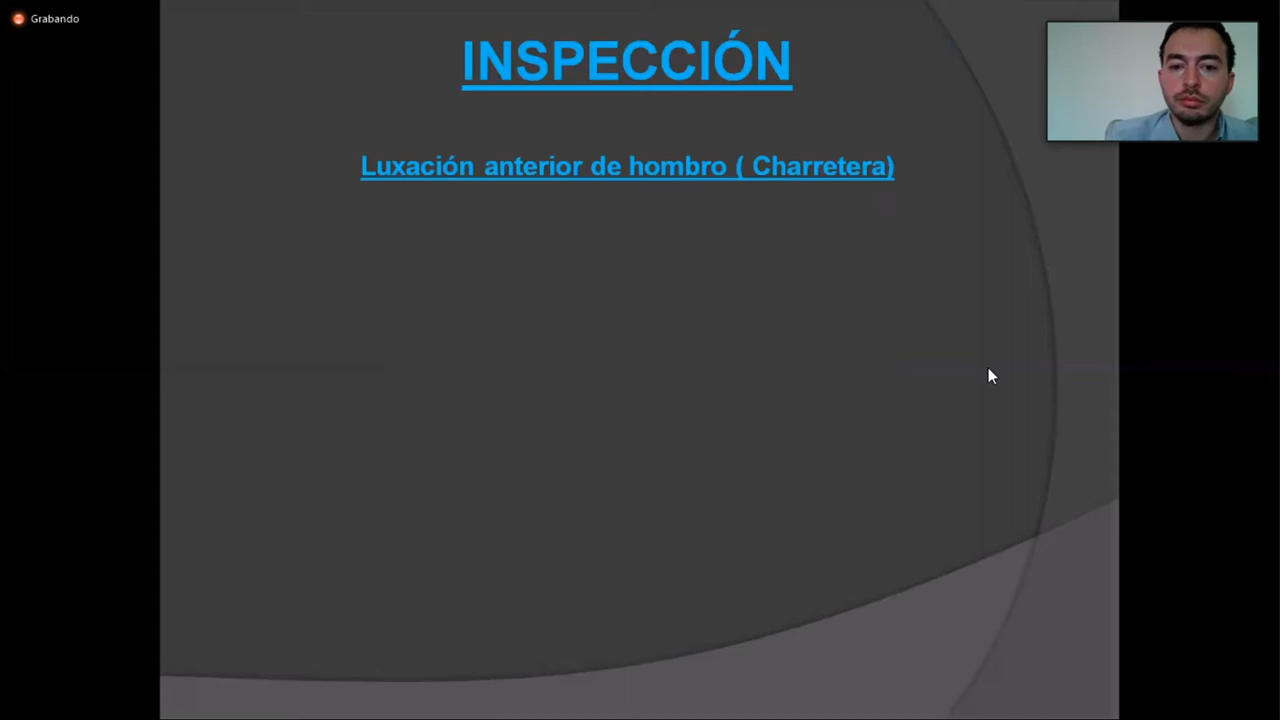 Grabando
INSPECCIÓN
Luxación anterior de hombro ( Charretera)